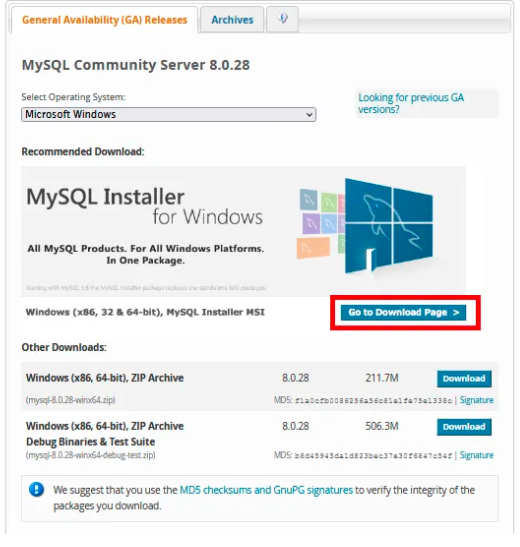 General Availability (GA) Releases
Archives
MySQL Community Server 8.0.28
Select Operating System:
Looking for previous GA
versions?
Microsoft Windows
Recommended Download:
MySQL Installer
for Windows
All MySQL Products. For All Windows Platforms.
In One Package.
Starting with MySQL 5.6 the MySQL Installer package replaces the standalone MSI packages.
Windows (x86, 32 & 64-bit), MySQL Installer MSI
Go to Download Page >
Other Downloads:
Windows (x86, 64-bit), ZIP Archive
8.0.28
211.7M
Download
(mysql-8.0.28-winx64.zip)
MD5: | Signature
Windows (x86, 64-bit), ZIP Archive
8.0.28
506.3M
Download
Debug Binaries & Test Suite
(mysql-8.0.28-winx64-debug-test.zip)
MD5: | Signature
We suggest that you use the MD5 checksums and GnuPG signatures to verify the integrity of the
packages you download.